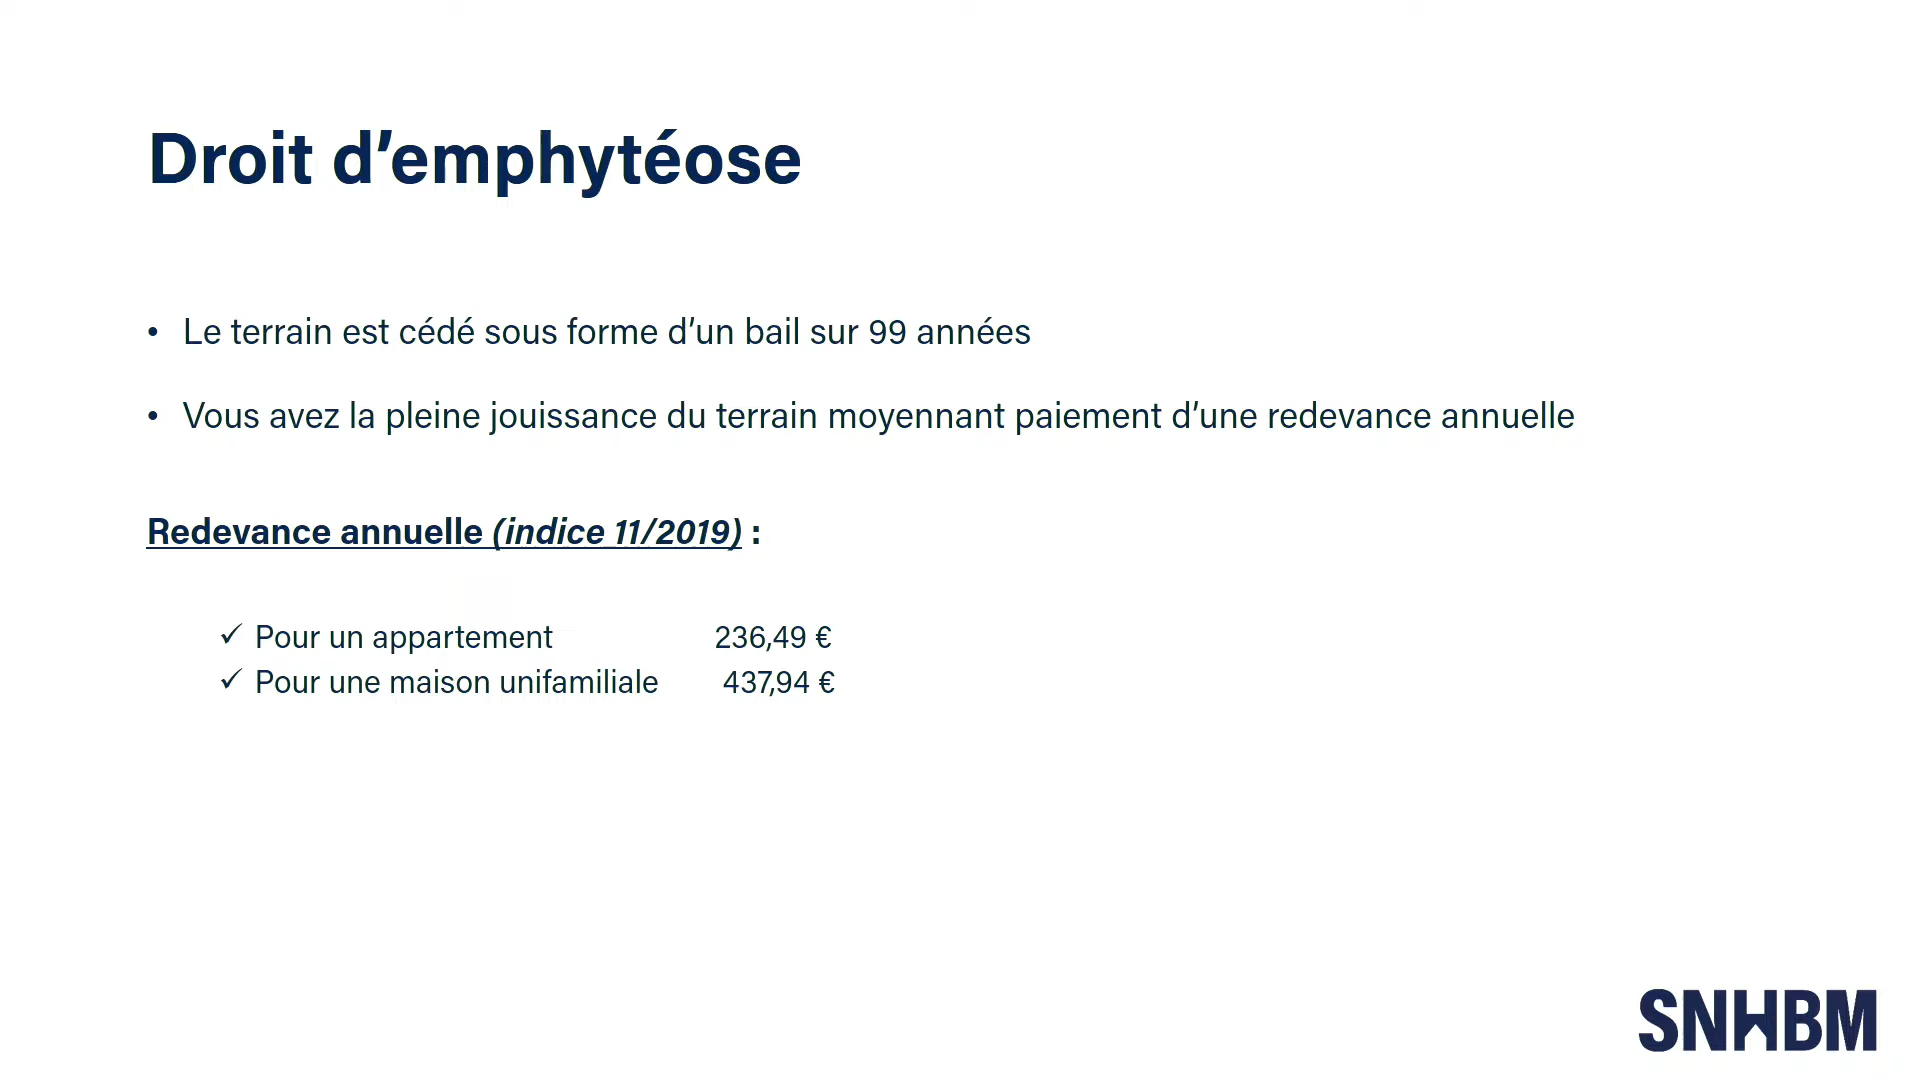 Droit d’emphytéose
• Le terrain est cédé sous forme d’un bail sur 99 années
• Vous avez la pleine jouissance du terrain moyennant paiement d’une redevance annuelle
Redevance annuelle (indice 11/2019) :
✓ Pour un appartement 236,49 €
✓ Pour une maison unifamiliale 437,94 €
SNHBM